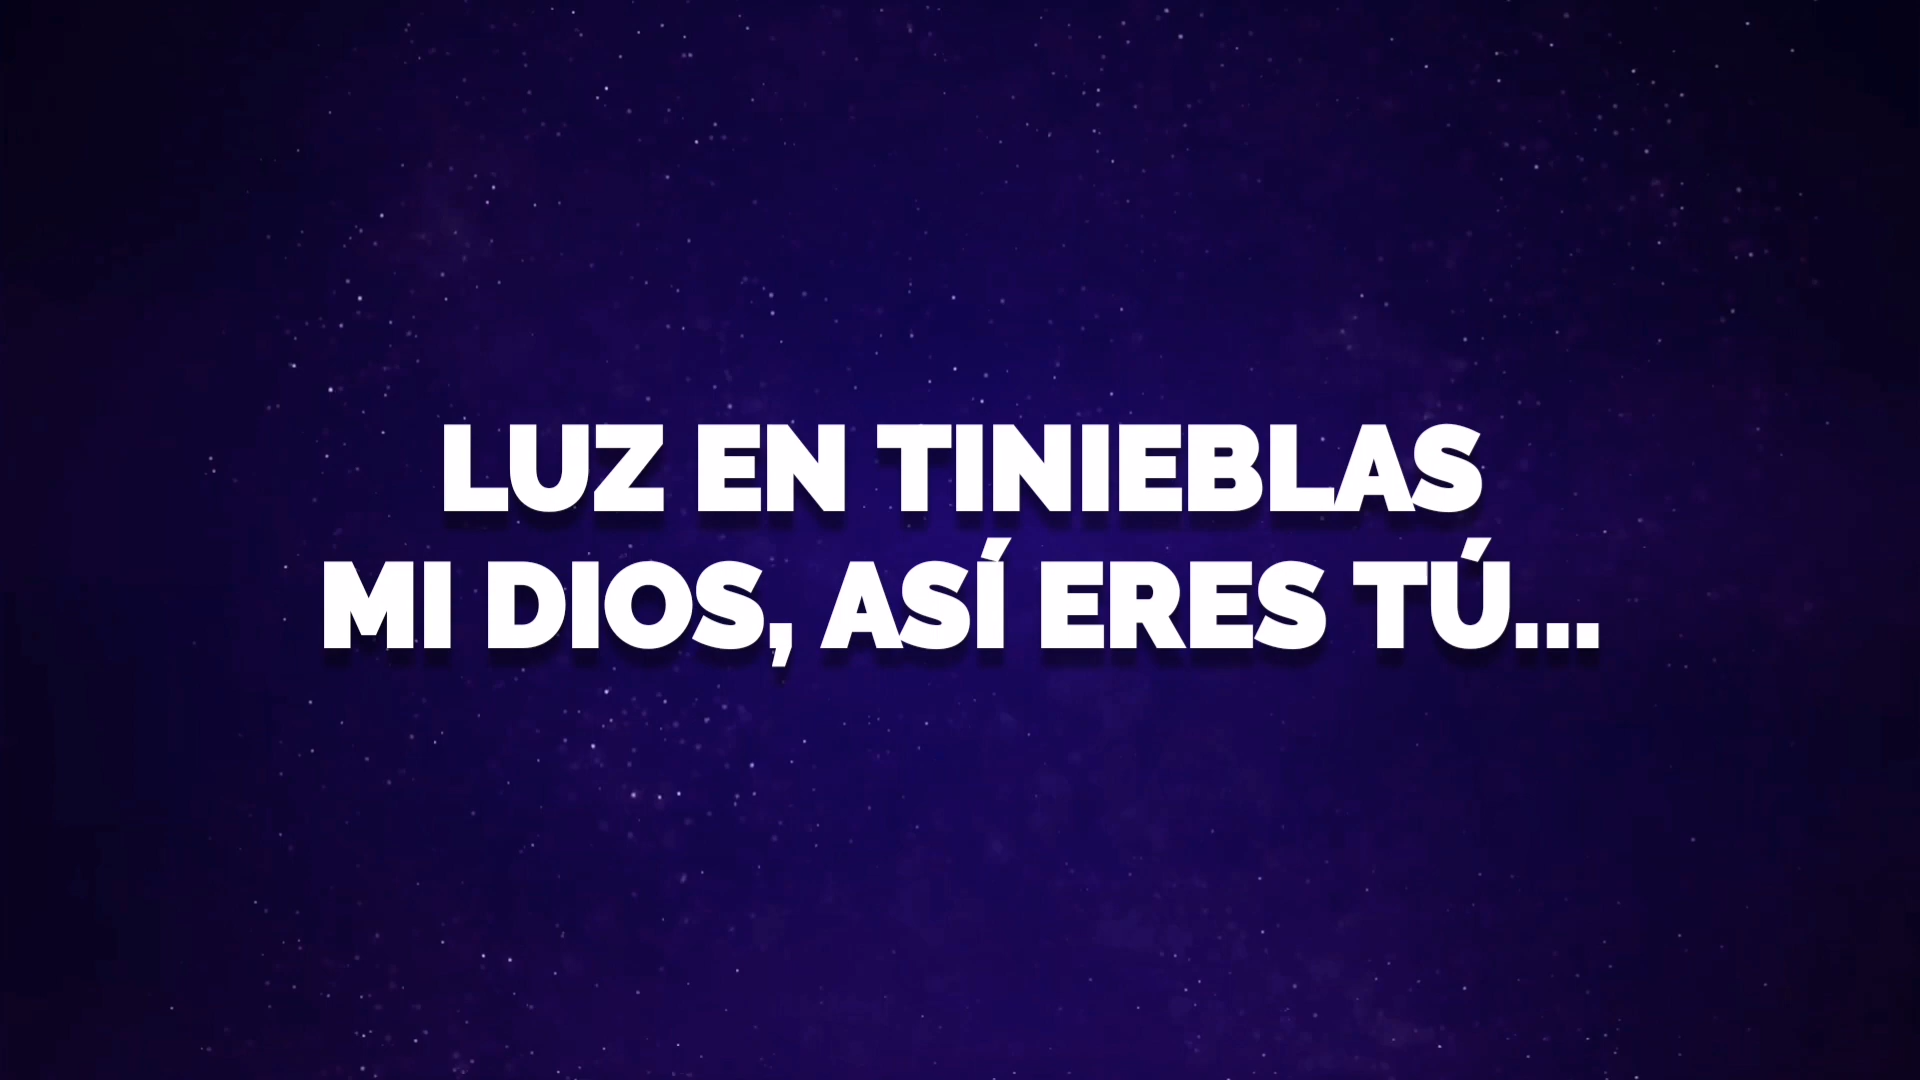 LUZ EN TINIEBLAS
MI DIOS, ASÍ ERES TÚ...